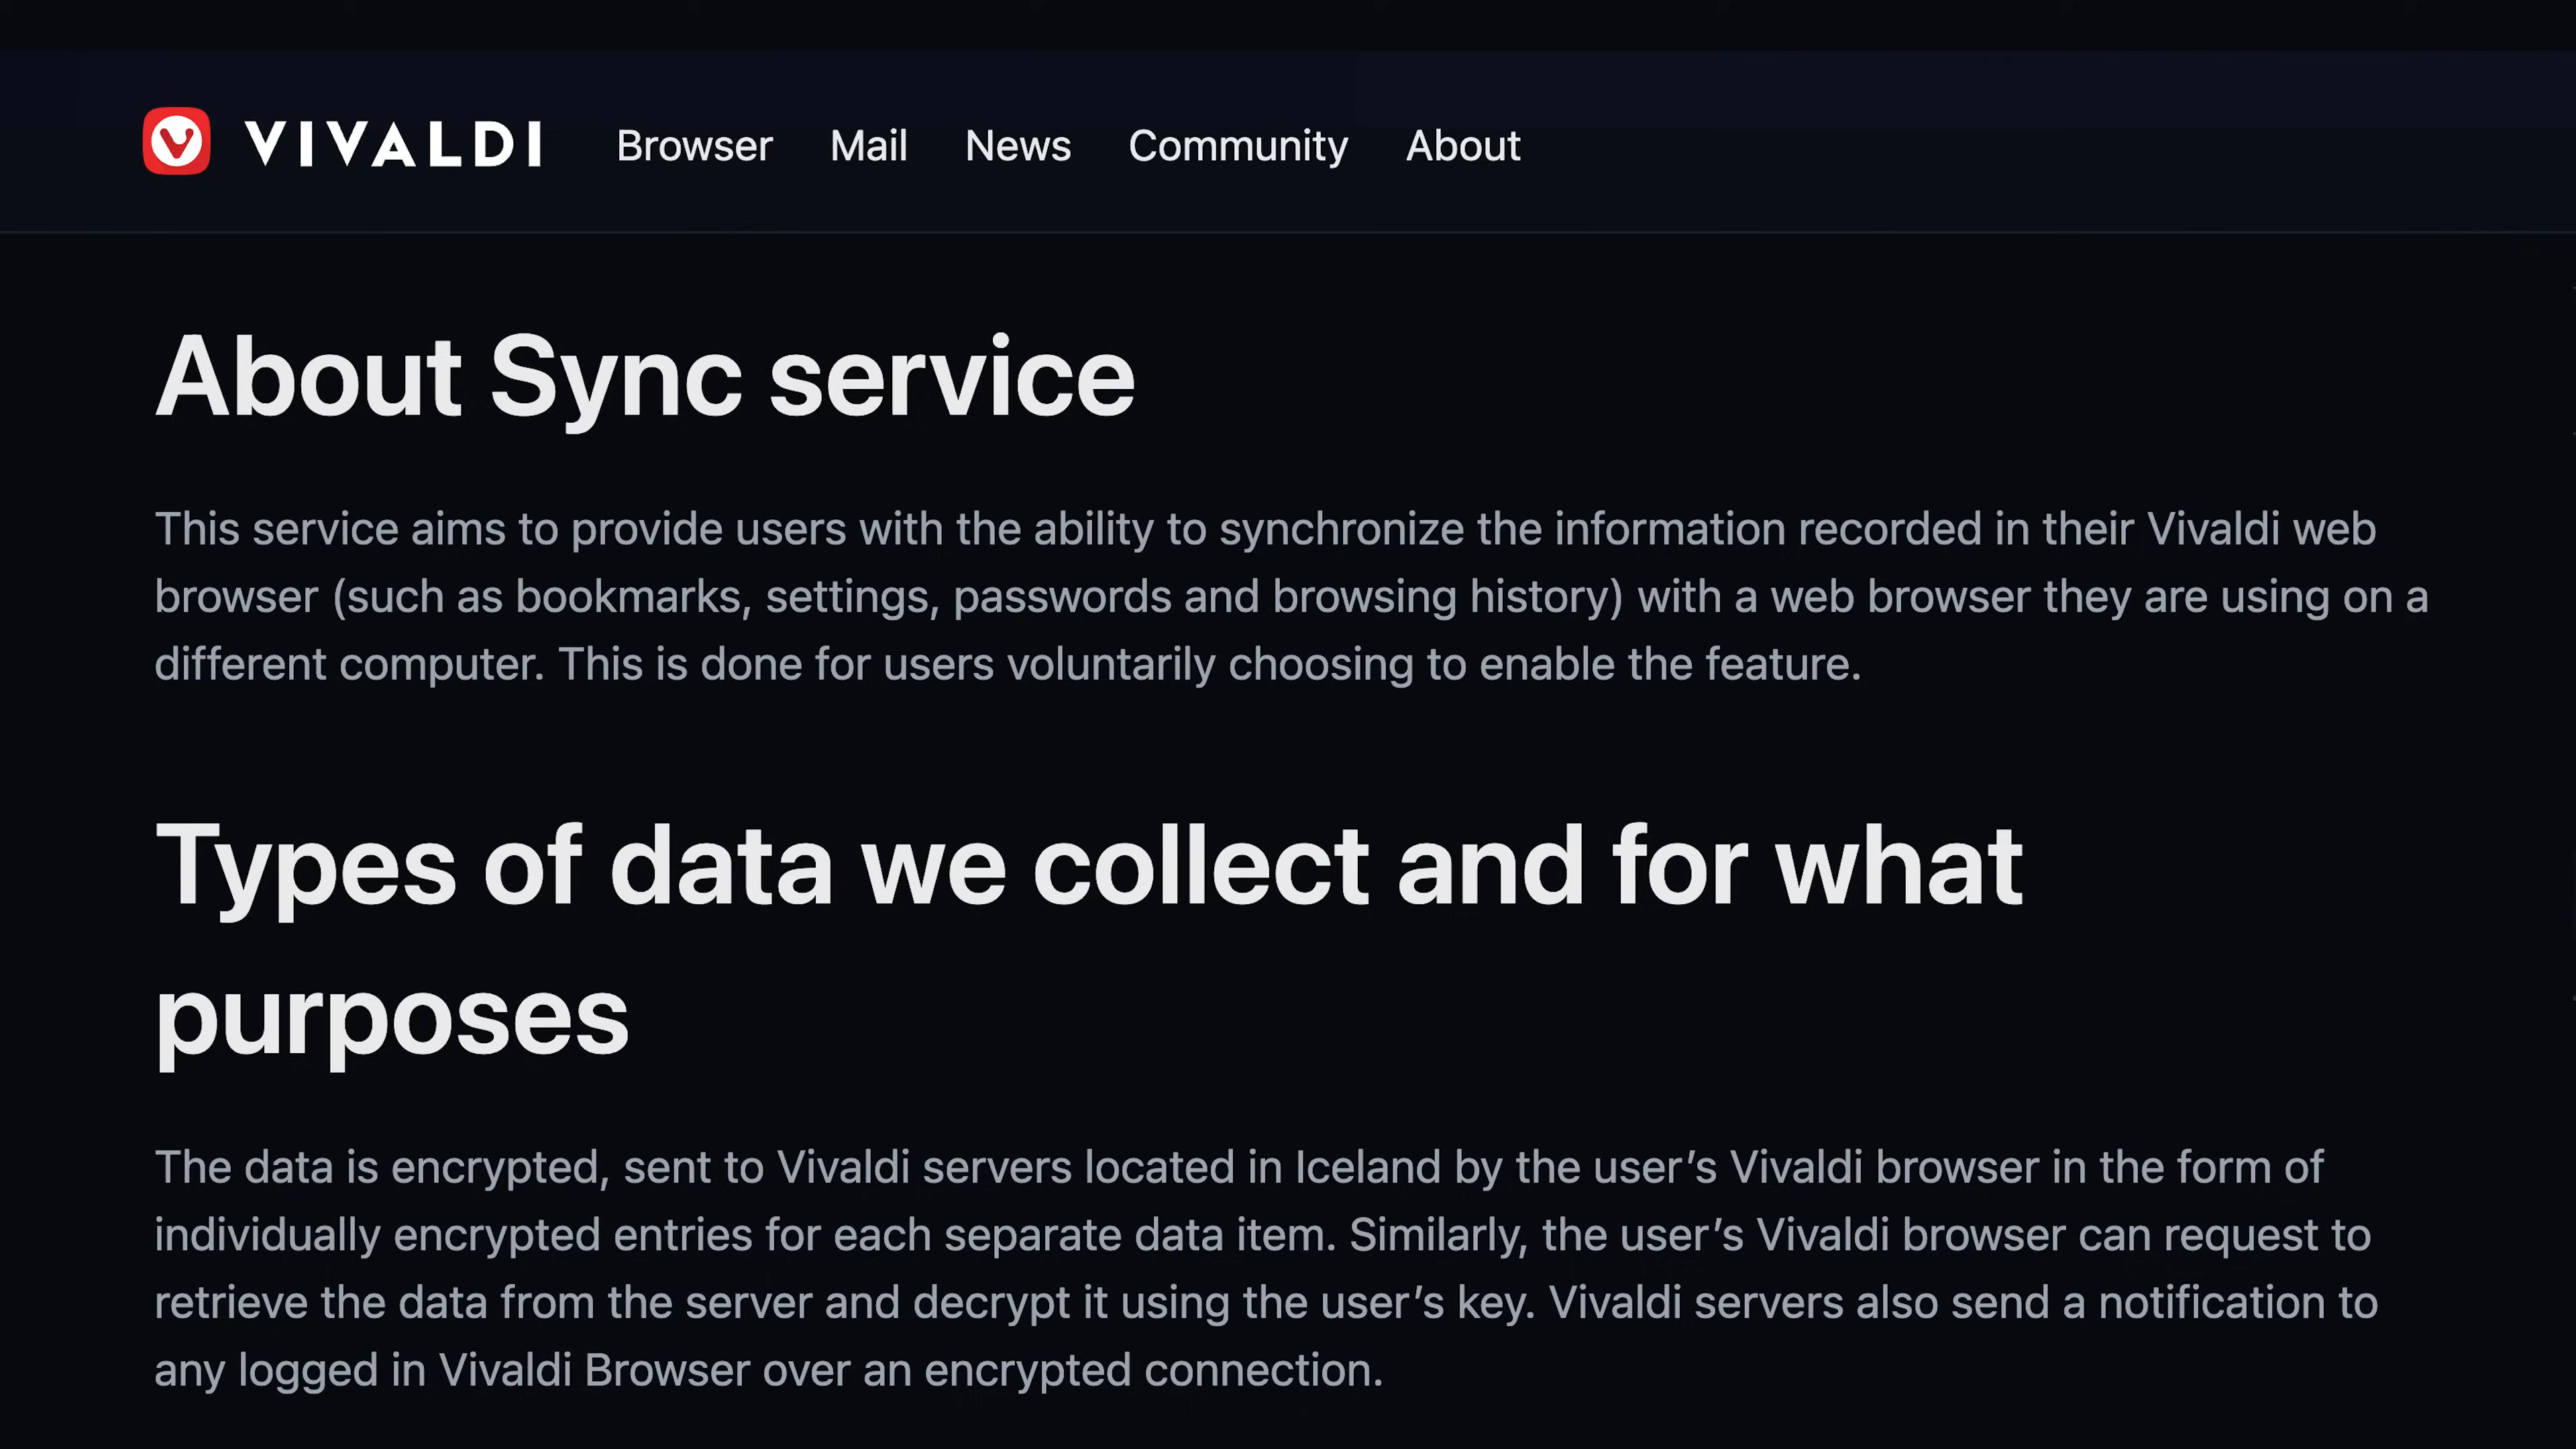 VIVALDI Browser Mail News Community About
About Sync service
This service aims to provide users with the ability to synchronize the information recorded in their Vivaldi web
browser (such as bookmarks, settings, passwords and browsing history) with a web browser they are using on a
different computer. This is done for users voluntarily choosing to enable the feature.
Types of data we collect and for what
purposes
The data is encrypted, sent to Vivaldi servers located in Iceland by the user’s Vivaldi browser in the form of
individually encrypted entries for each separate data item. Similarly, the user’s Vivaldi browser can request to
retrieve the data from the server and decrypt it using the user’s key. Vivaldi servers also send a notification to
any logged in Vivaldi Browser over an encrypted connection.